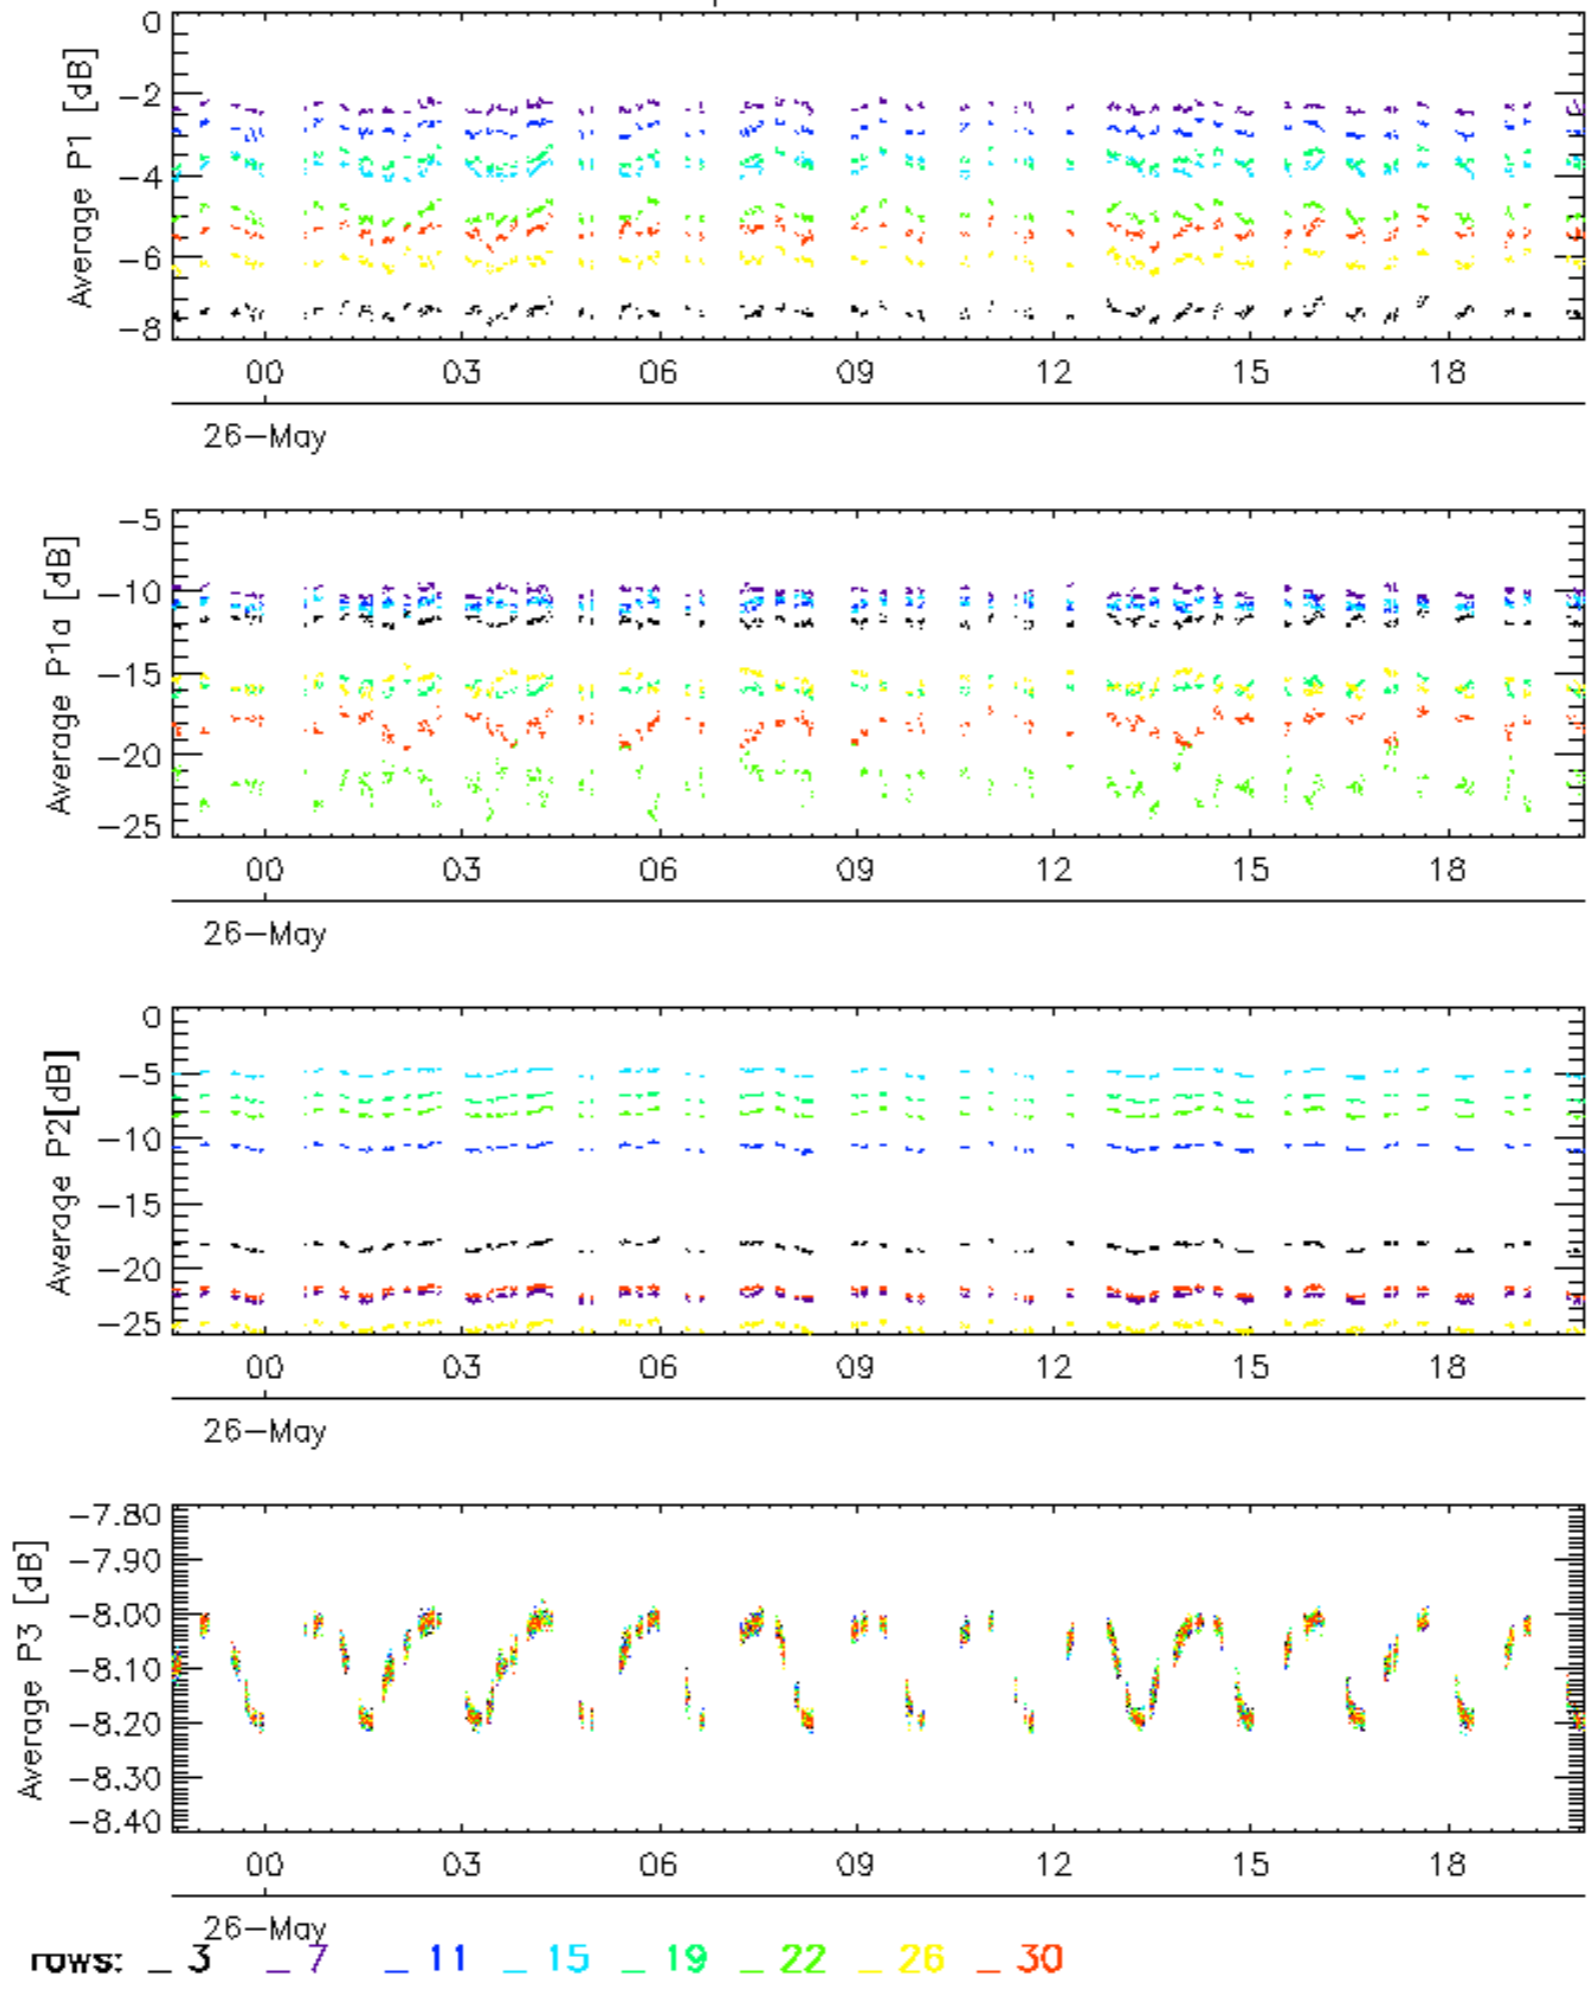 Average P1 [dB]
0
−2
−4
−6
−8
00 03 06 09 12 15 18
26−May
Average P1a [dB]
−5
−10
−15
−20
−25
00 03 06 09 12 15 18
26−May
Average P2[dB]
0
−5
−10
−15
−20
−25
00 03 06 09 12 15 18
26−May
Average P3 [dB]
−7.80
−7.90
−8.00
−8.10
−8.20
−8.30
−8.40
00 03 06 09 12 15 18
26−May
rows: _ 3 _ 7 _ 11 _ 15 _ 19 _ 22 _ 26 _ 30